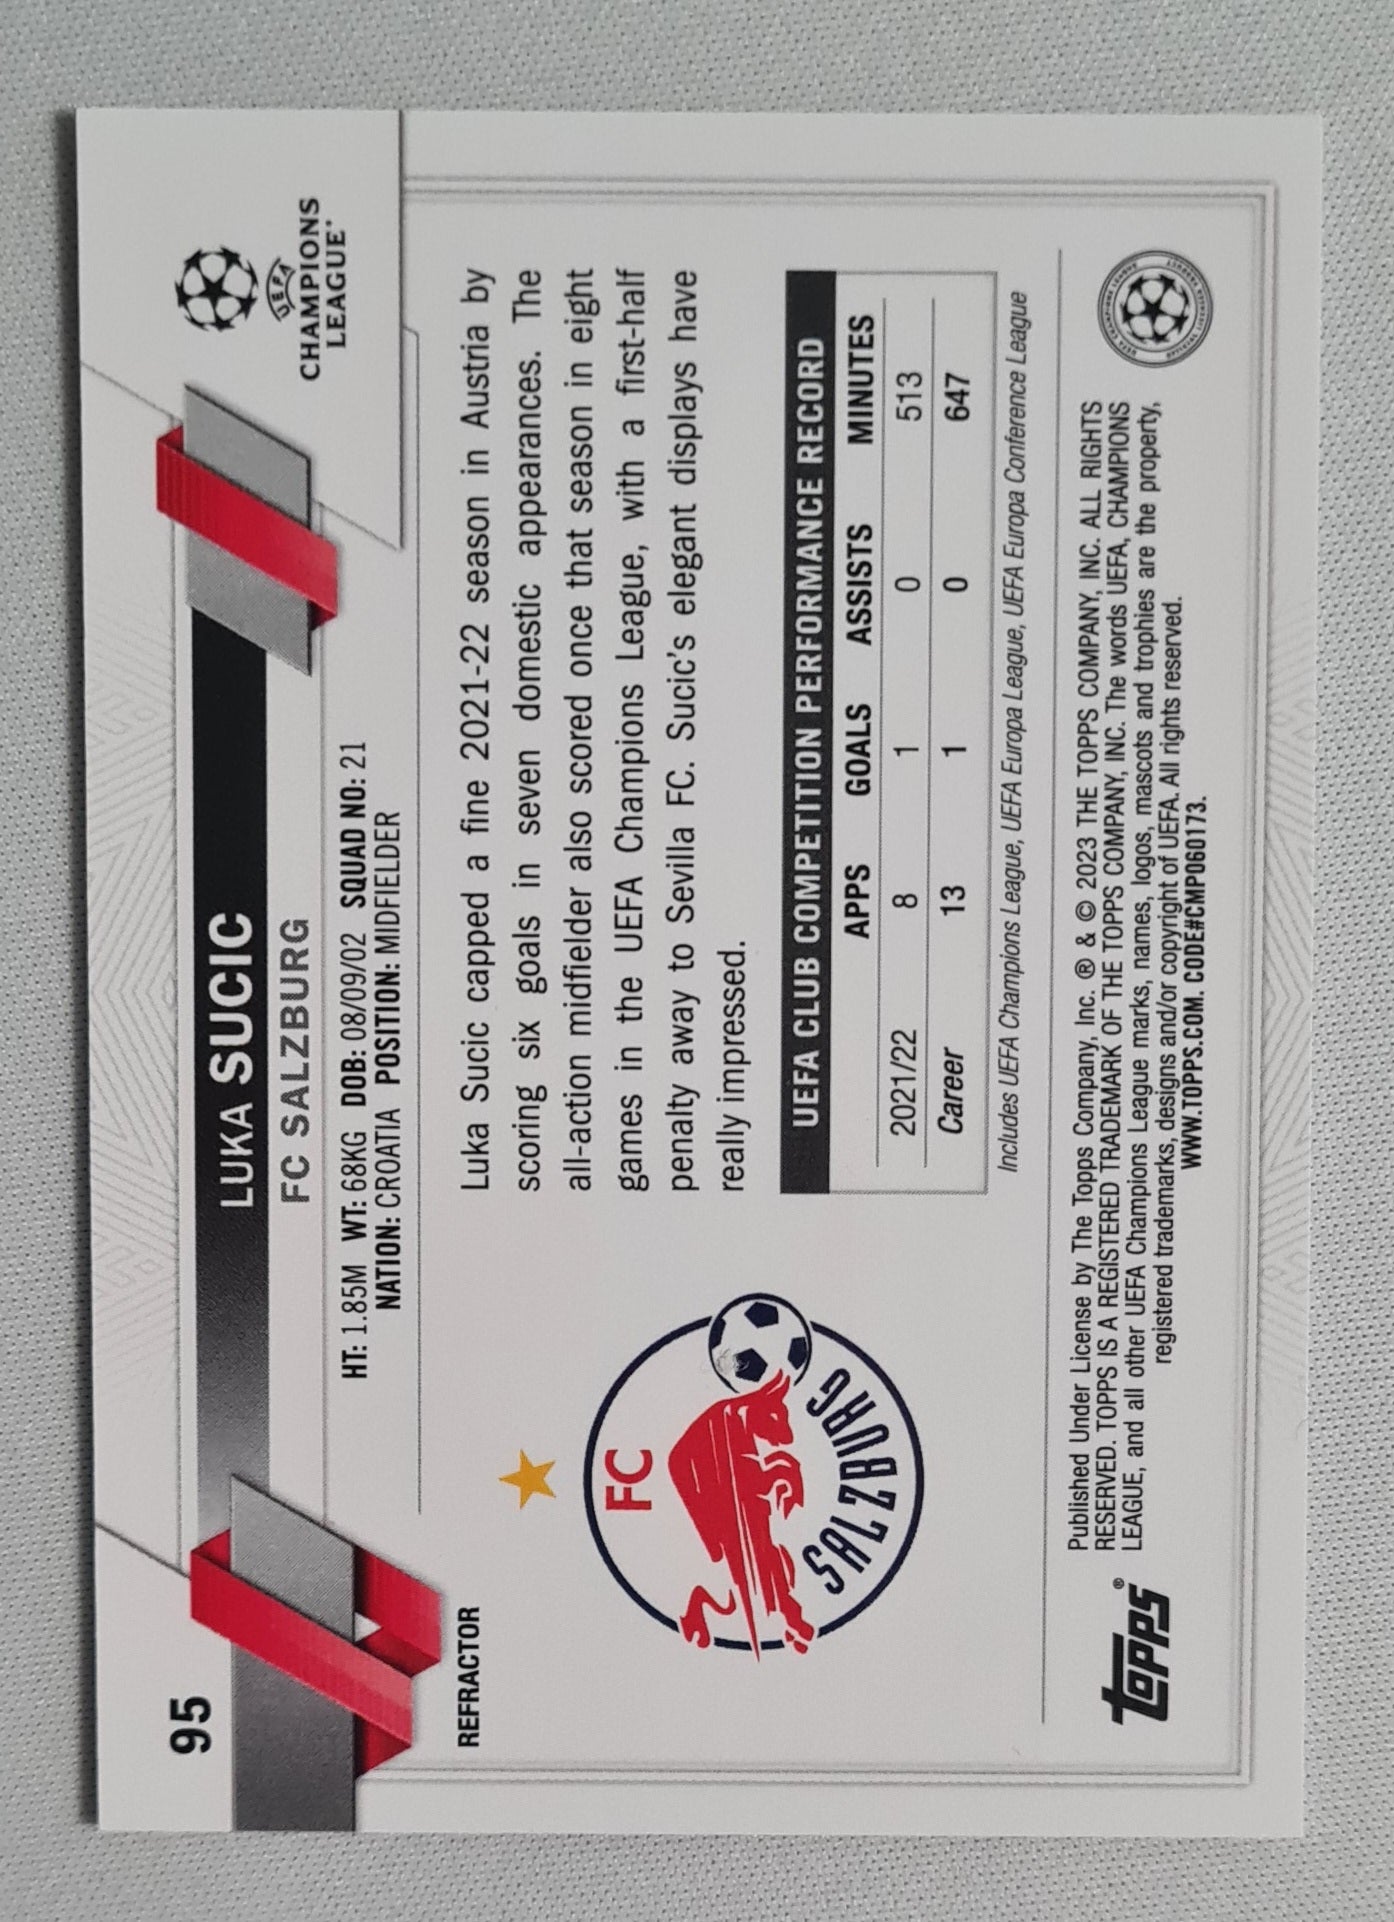 95
LUKA SUCIC
FC SALZBURG
UEFA
CHAMPIONS
LEAGUE
HT: 1.85M WT: 68KG DOB: 08/09/02 SQUAD NO: 21
NATION: CROATIA POSITION: MIDFIELDER
REFRACTOR
FC
SALZBURG
Luka Sucic capped a fine 2021-22 season in Austria by
scoring six goals in seven domestic appearances. The
all-action midfielder also scored once that season in eight
games in the UEFA Champions League, with a first-half
penalty away to Sevilla FC. Sucic's elegant displays have
really impressed.
UEFA CLUB COMPETITION PERFORMANCE RECORD
APPS GOALS ASSISTS MINUTES
2021/22 8 1 0 513
Career 13 1 0 647
Includes UEFA Champions League, UEFA Europa League, UEFA Europa Conference League
topps®
Published Under License by The Topps Company, Inc. ® & © 2023 THE TOPPS COMPANY, INC. ALL RIGHTS
RESERVED. TOPPS IS A REGISTERED TRADEMARK OF THE TOPPS COMPANY, INC. The words UEFA, CHAMPIONS
LEAGUE, and all other UEFA Champions League marks, names, logos, mascots and trophies are the property,
registered trademarks, designs and/or copyright of UEFA. All rights reserved.
WWW.TOPPS.COM. CODE#CMP060173.